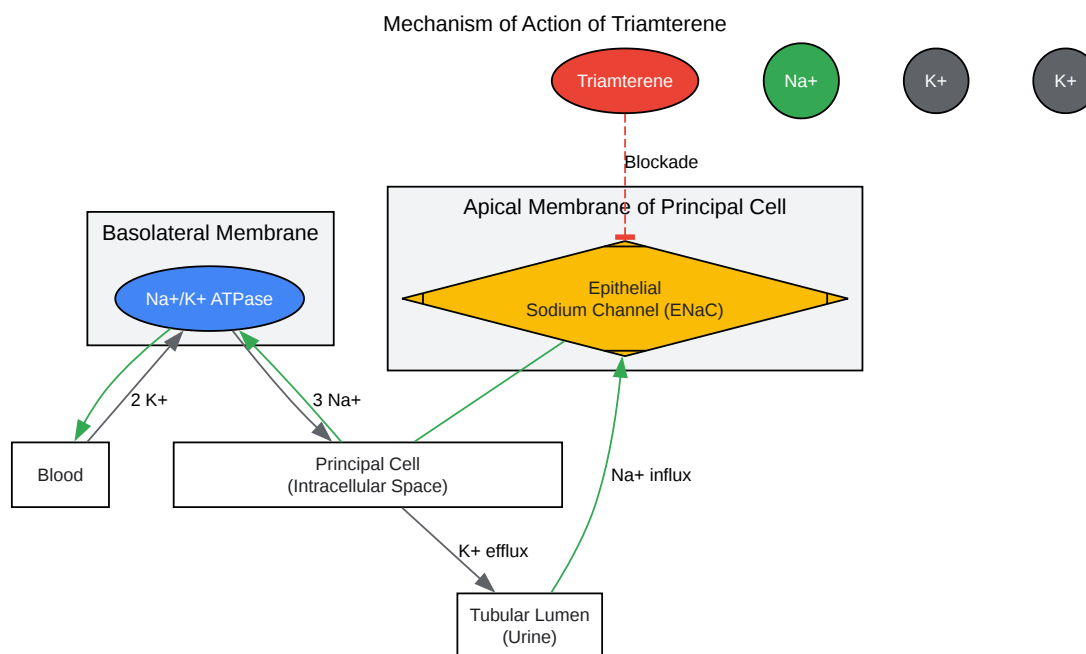 Mechanism of Action of Triamterene
Triamterene
Na+
K+
K+
Blockade
Apical Membrane of Principal Cell
Basolateral Membrane
Epithelial
Sodium Channel (ENaC)
Na+/K+ ATPase
2 K+
3 Na+
Blood
Principal Cell
(Intracellular Space)
Na+ influx
K+ efflux
Tubular Lumen
(Urine)